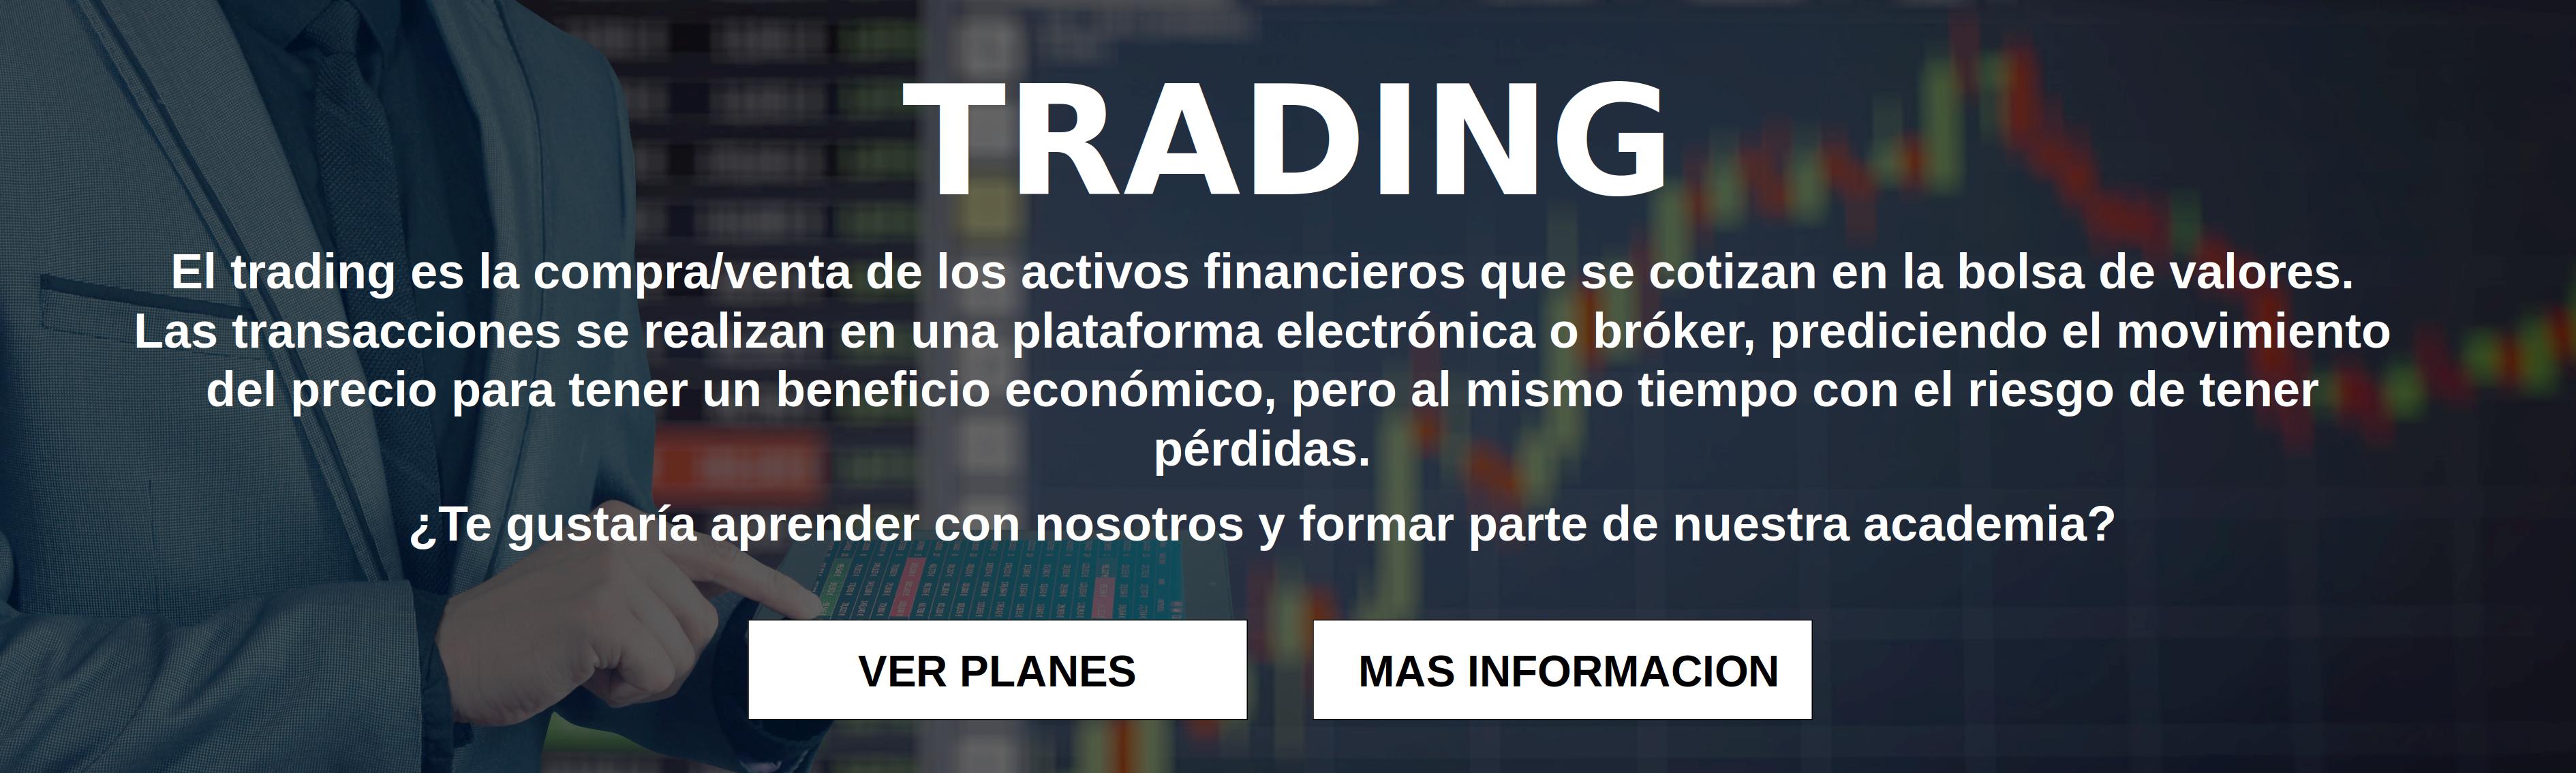 TRADING
El trading es la compra/venta de los activos financieros que se cotizan en la bolsa de valores.
Las transacciones se realizan en una plataforma electrónica o bróker, prediciendo el movimiento
del precio para tener un beneficio económico, pero al mismo tiempo con el riesgo de tener
pérdidas.
¿Te gustaría aprender con nosotros y formar parte de nuestra academia?
VER PLANES
MAS INFORMACION